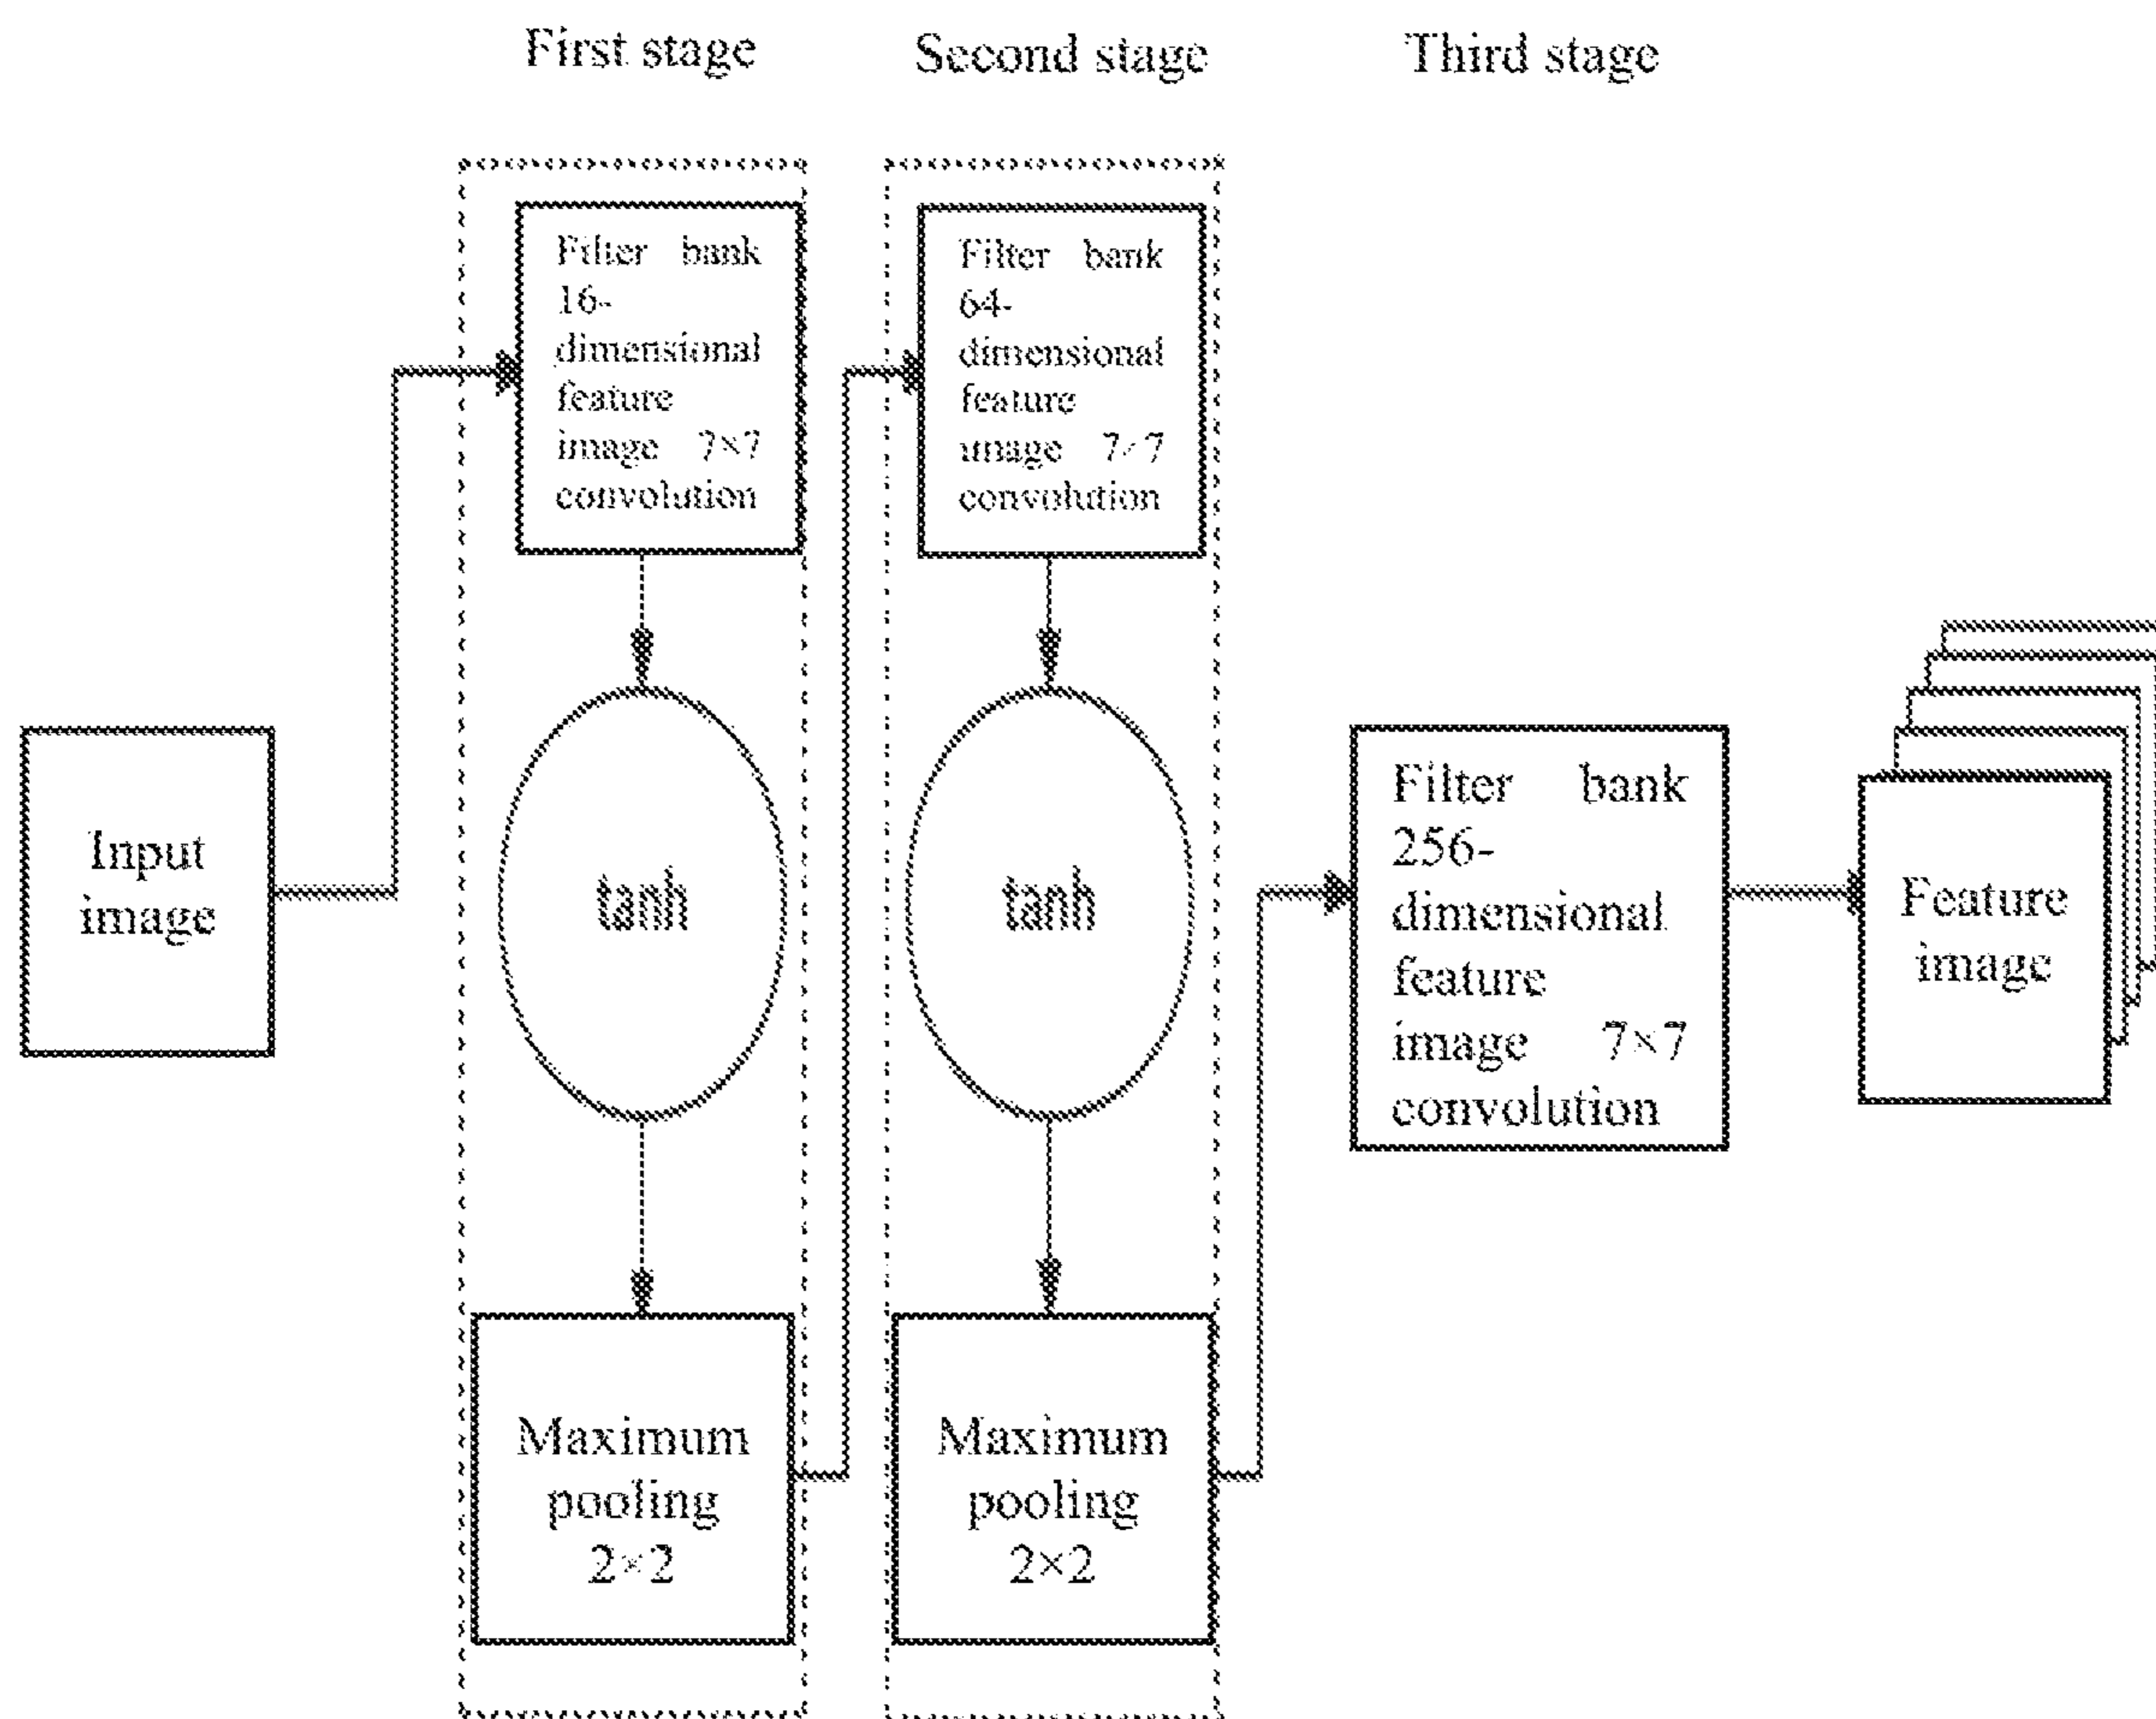 First stage
Second stage
Third stage
Input
image
Filter bank
16-
dimensional
feature
image 7×7
convolution
tanh
Maximum
pooling
2×2
Filter bank
64-
dimensional
feature
image 7×7
convolution
tanh
Maximum
pooling
2×2
Filter bank
256-
dimensional
feature
image 7×7
convolution
Feature
image